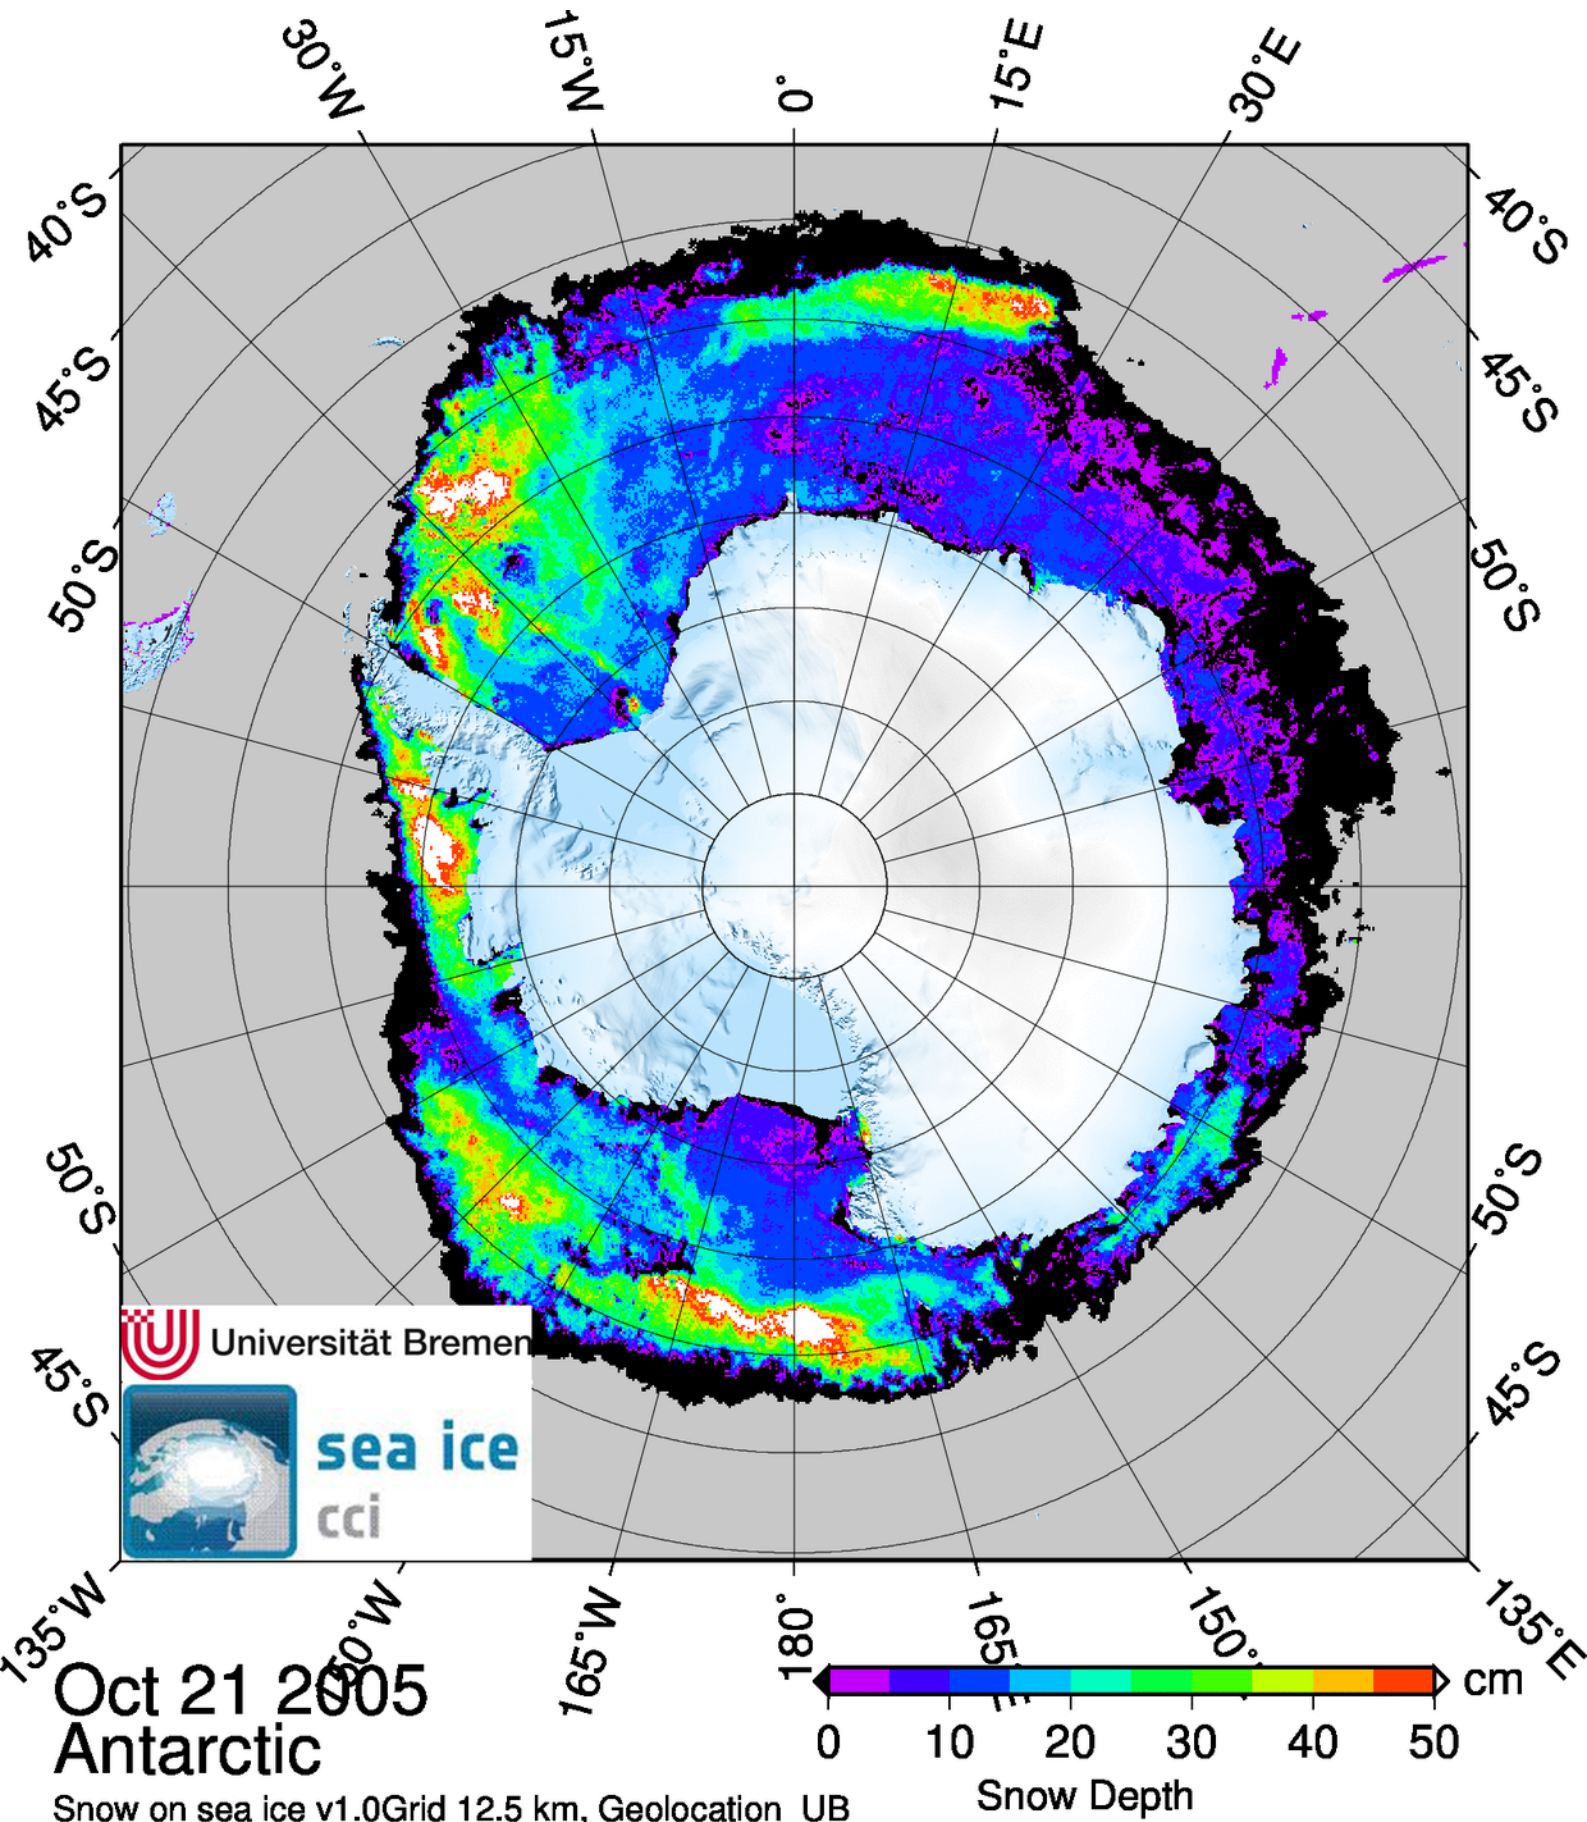 30°W 15°W 0° 15°E 30°E
40°S 40°S
45°S 45°S
50°S 50°S
50°S 50°S
45°S 45°S
Universität Bremen
sea ice
cci
135°W 150°W 165°W 180° 165°E 150° 135°E
Oct 21 2005
Antarctic
Snow on sea ice v1.0Grid 12.5 km, Geolocation UB
cm
0 10 20 30 40 50
Snow Depth